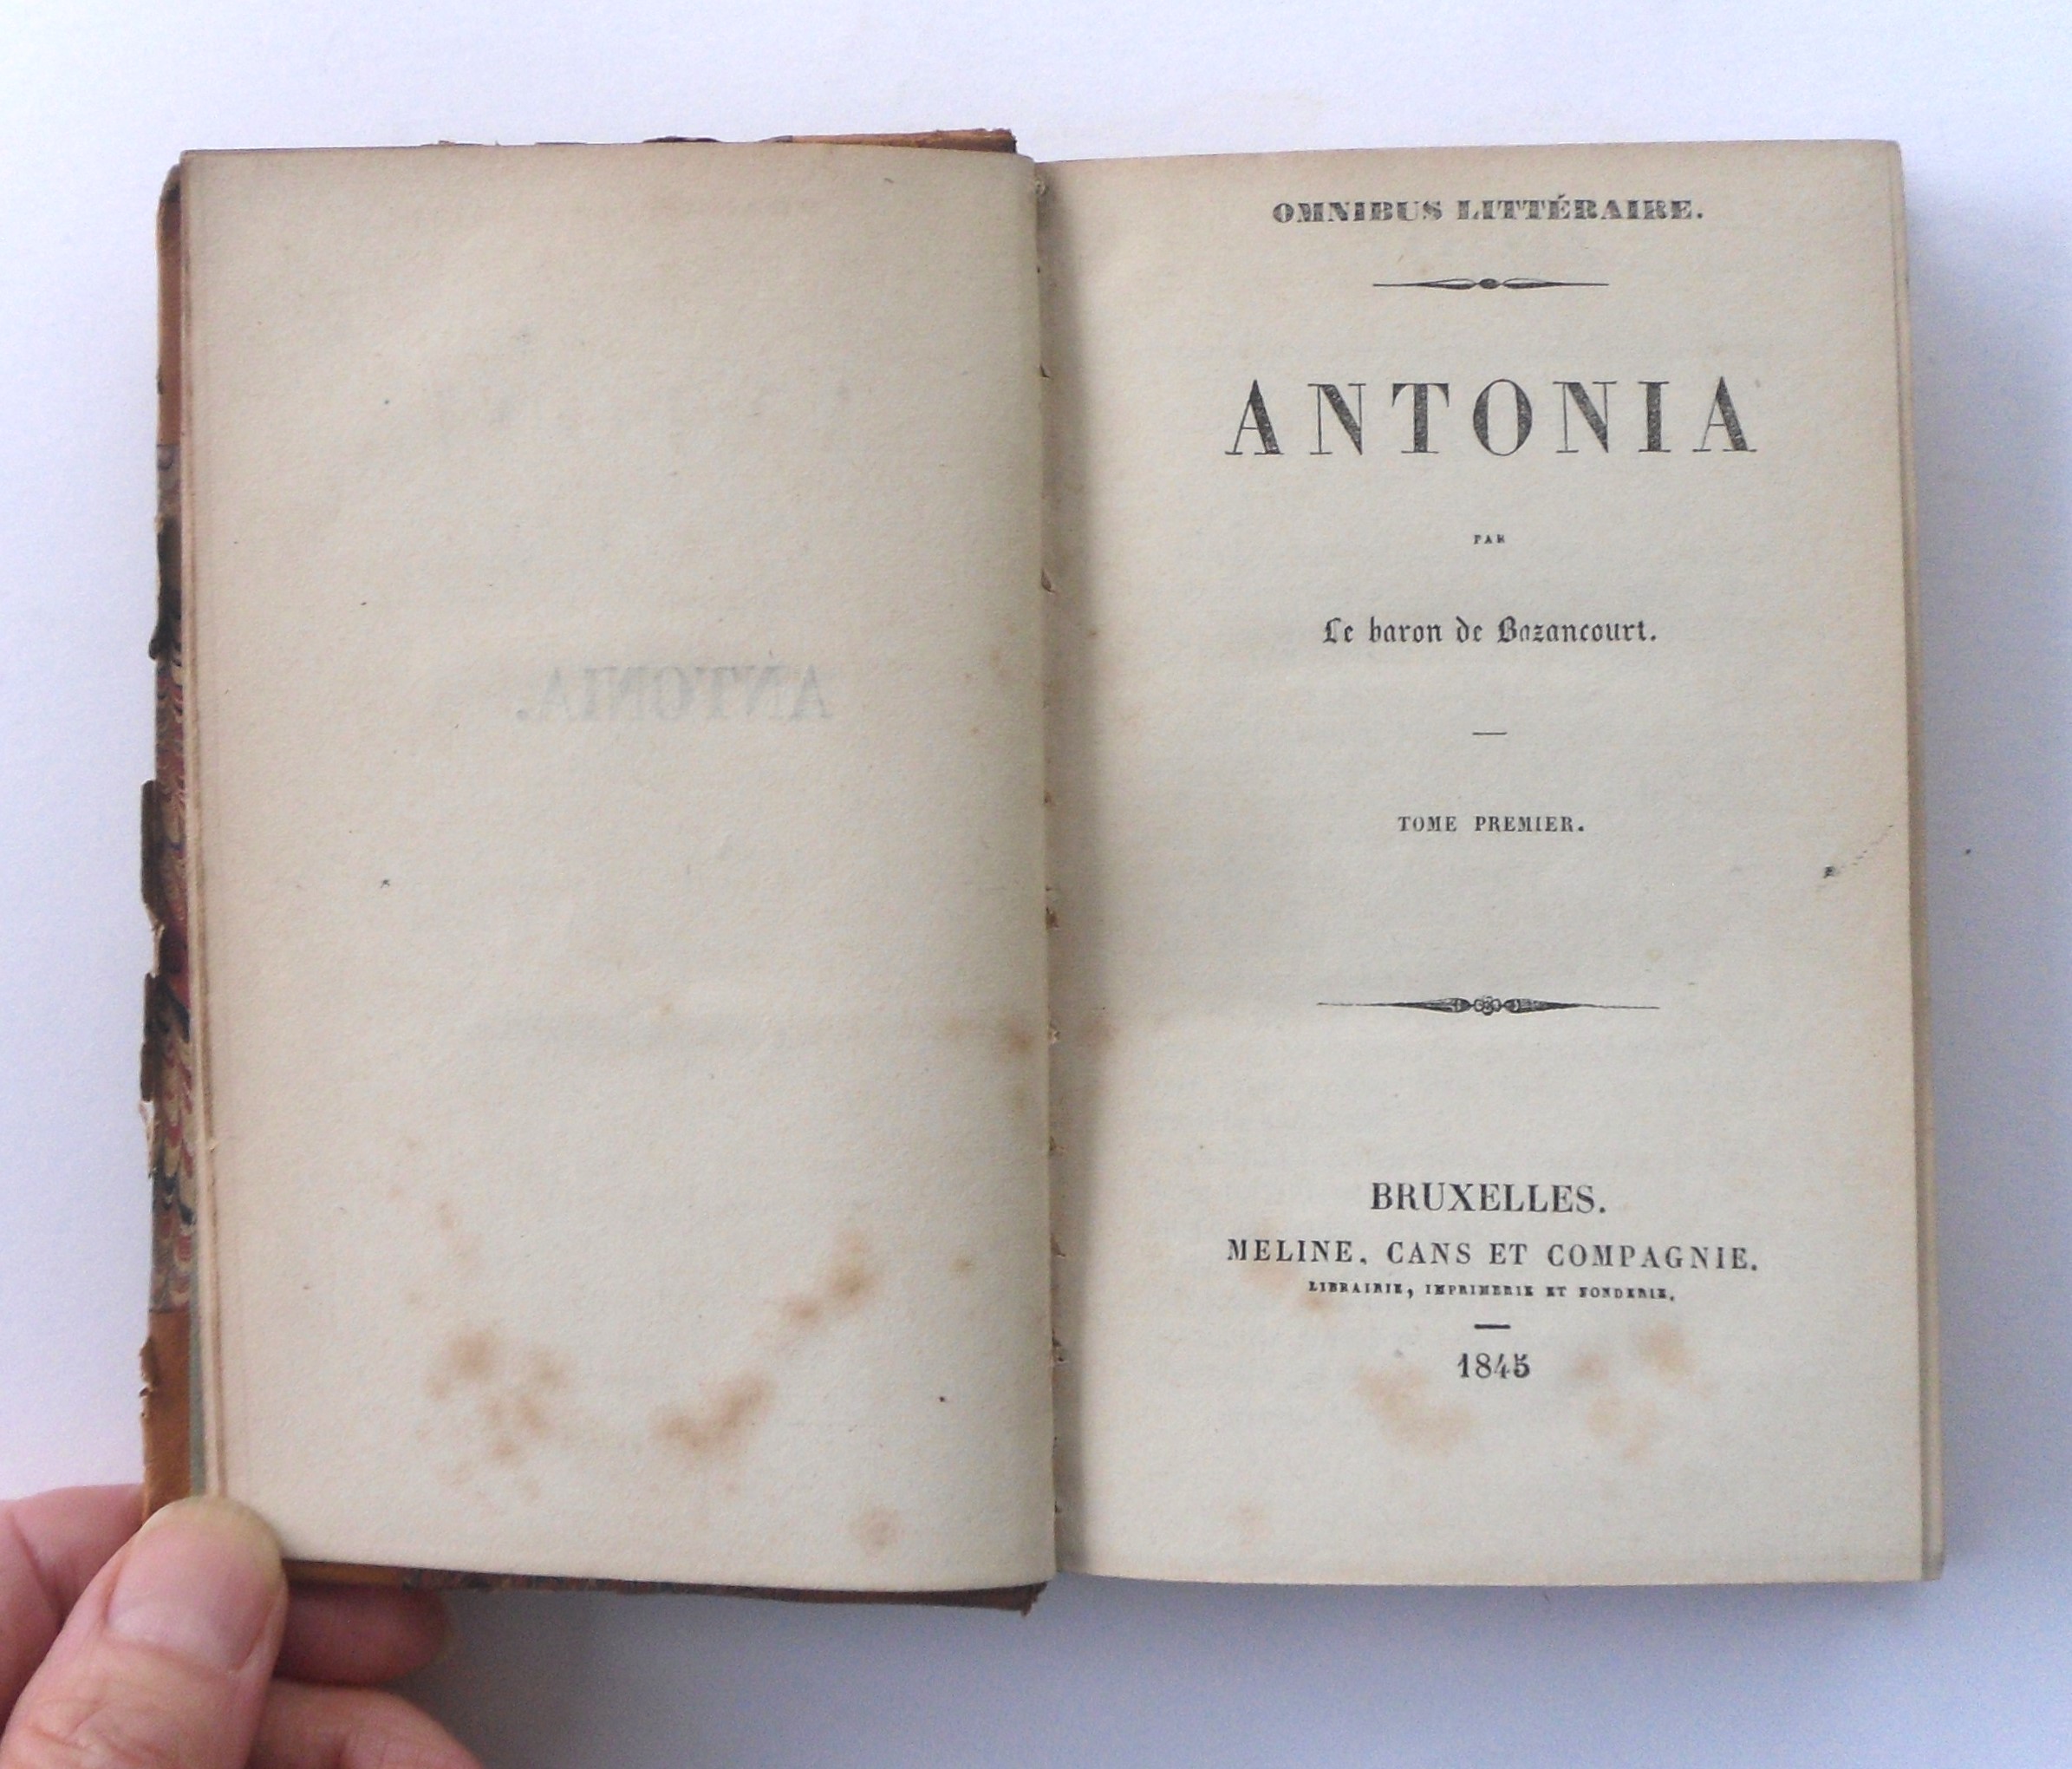 ANTONIA.
OMNIBUS LITTÉRAIRE.
ANTONIA
PAR
Le baron de Bazancourt.
TOME PREMIER.
BRUXELLES.
MELINE, CANS ET COMPAGNIE.
LIBRAIRIE, IMPRIMERIE ET FONDERIE.
1845